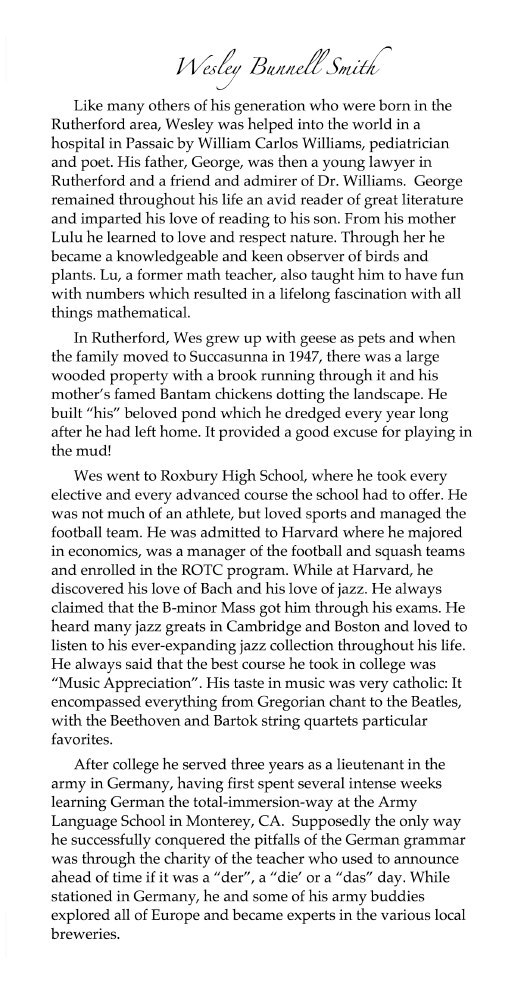 Wesley Bunnell Smith
Like many others of his generation who were born in the
Rutherford area, Wesley was helped into the world in a
hospital in Passaic by William Carlos Williams, pediatrician
and poet. His father, George, was then a young lawyer in
Rutherford and a friend and admirer of Dr. Williams.  George
remained throughout his life an avid reader of great literature
and imparted his love of reading to his son. From his mother
Lulu he learned to love and respect nature. Through her he
became a knowledgeable and keen observer of birds and
plants. Lu, a former math teacher, also taught him to have fun
with numbers which resulted in a lifelong fascination with all
things mathematical.
In Rutherford, Wes grew up with geese as pets and when
the family moved to Succasunna in 1947, there was a large
wooded property with a brook running through it and his
mother’s famed Bantam chickens dotting the landscape. He
built “his” beloved pond which he dredged every year long
after he had left home. It provided a good excuse for playing in
the mud!
Wes went to Roxbury High School, where he took every
elective and every advanced course the school had to offer. He
was not much of an athlete, but loved sports and managed the
football team. He was admitted to Harvard where he majored
in economics, was a manager of the football and squash teams
and enrolled in the ROTC program. While at Harvard, he
discovered his love of Bach and his love of jazz. He always
claimed that the B-minor Mass got him through his exams. He
heard many jazz greats in Cambridge and Boston and loved to
listen to his ever-expanding jazz collection throughout his life.
He always said that the best course he took in college was
“Music Appreciation”. His taste in music was very catholic: It
encompassed everything from Gregorian chant to the Beatles,
with the Beethoven and Bartok string quartets particular
favorites.
After college he served three years as a lieutenant in the
army in Germany, having first spent several intense weeks
learning German the total-immersion-way at the Army
Language School in Monterey, CA.  Supposedly the only way
he successfully conquered the pitfalls of the German grammar
was through the charity of the teacher who used to announce
ahead of time if it was a “der”, a “die’ or a “das” day. While
stationed in Germany, he and some of his army buddies
explored all of Europe and became experts in the various local
breweries.